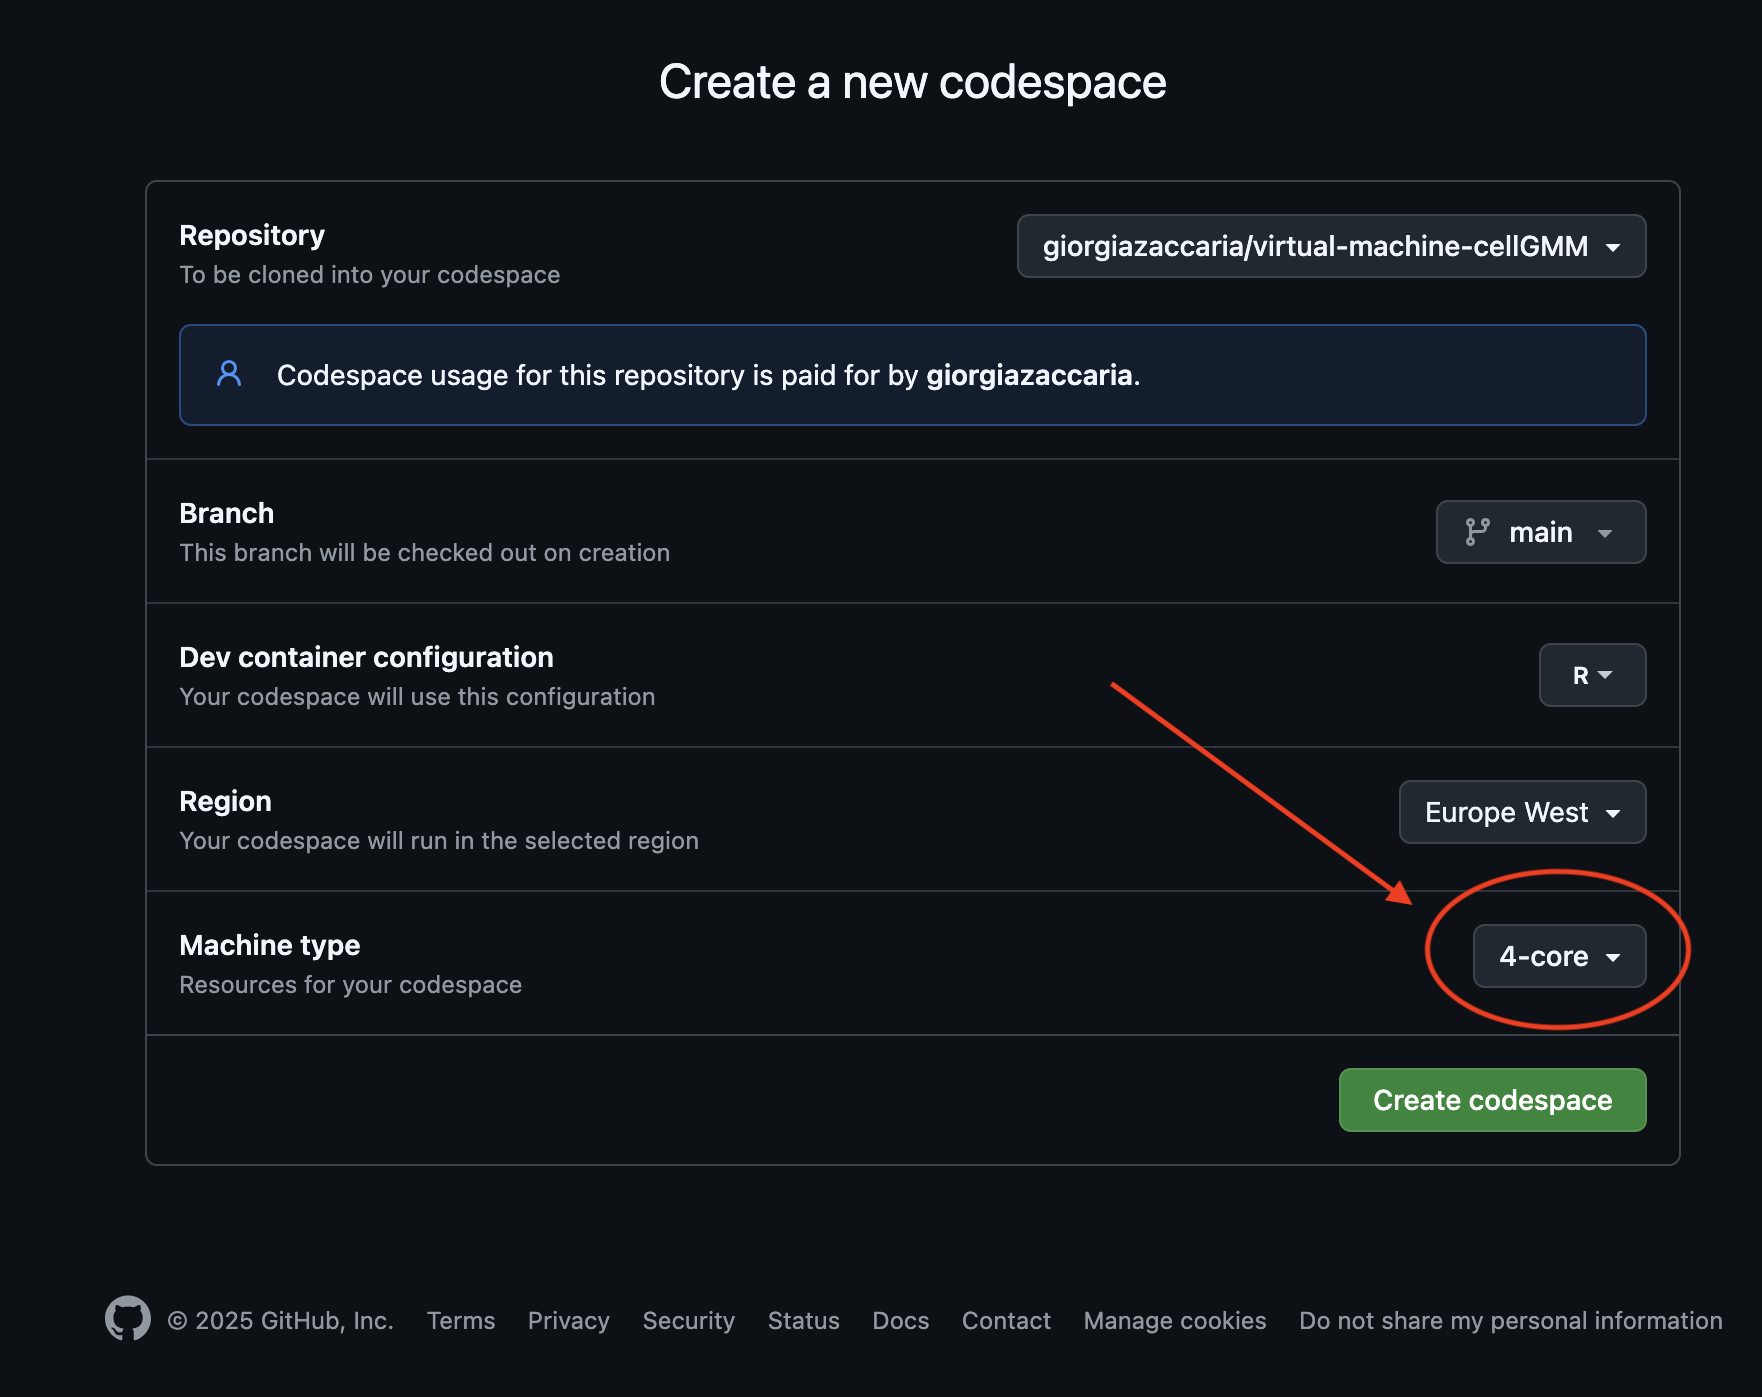 Create a new codespace
Repository
To be cloned into your codespace
giorgiazaccaria/virtual-machine-cellGMM
Codespace usage for this repository is paid for by giorgiazaccaria.
Branch
This branch will be checked out on creation
main
Dev container configuration
Your codespace will use this configuration
R
Region
Your codespace will run in the selected region
Europe West
Machine type
Resources for your codespace
4-core
Create codespace
© 2025 GitHub, Inc. Terms Privacy Security Status Docs Contact Manage cookies Do not share my personal information